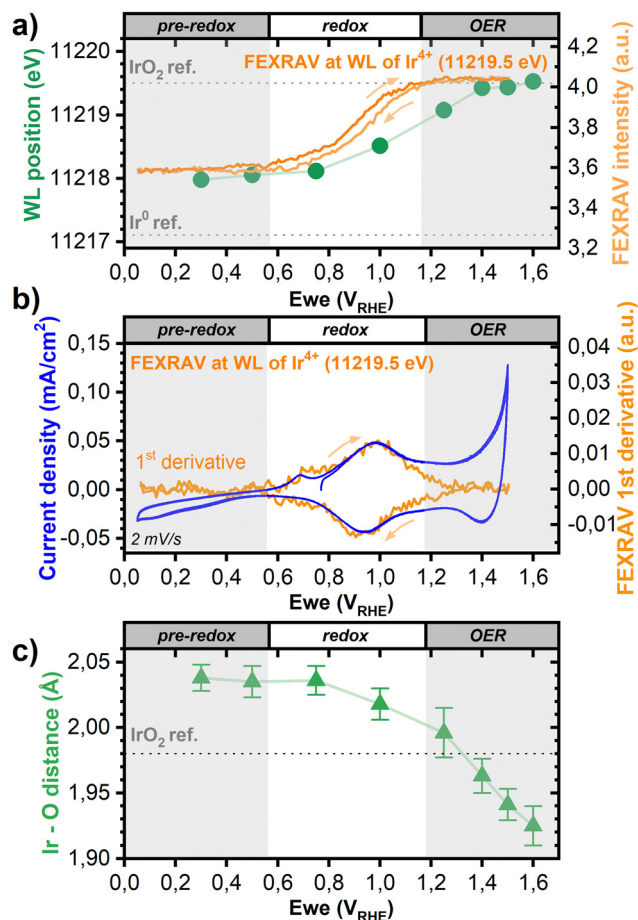 a)
pre-redox redox OER
11220
11219
11218
11217
WL position (eV)
IrO₂ ref.
FEXRAV at WL of Ir⁴⁺
(11219.5 eV)
Ir⁰ ref.
4,2
4,0
3,8
3,6
3,4
3,2
FEXRAV intensity (a.u.)
0,0 0,2 0,4 0,6 0,8 1,0 1,2 1,4 1,6
Ewe (V_RHE)
b)
pre-redox redox OER
0,15
0,10
0,05
0,00
-0,05
Current density (mA/cm²)
FEXRAV at WL of Ir⁴⁺ (11219.5 eV)
1ˢᵗ derivative
2 mV/s
0,04
0,03
0,02
0,01
0,00
-0,01
FEXRAV 1st derivative (a.u.)
0,0 0,2 0,4 0,6 0,8 1,0 1,2 1,4 1,6
Ewe (V_RHE)
c)
pre-redox redox OER
2,05
2,00
1,95
1,90
Ir - O distance (Å)
IrO₂ ref.
0,0 0,2 0,4 0,6 0,8 1,0 1,2 1,4 1,6
Ewe (V_RHE)